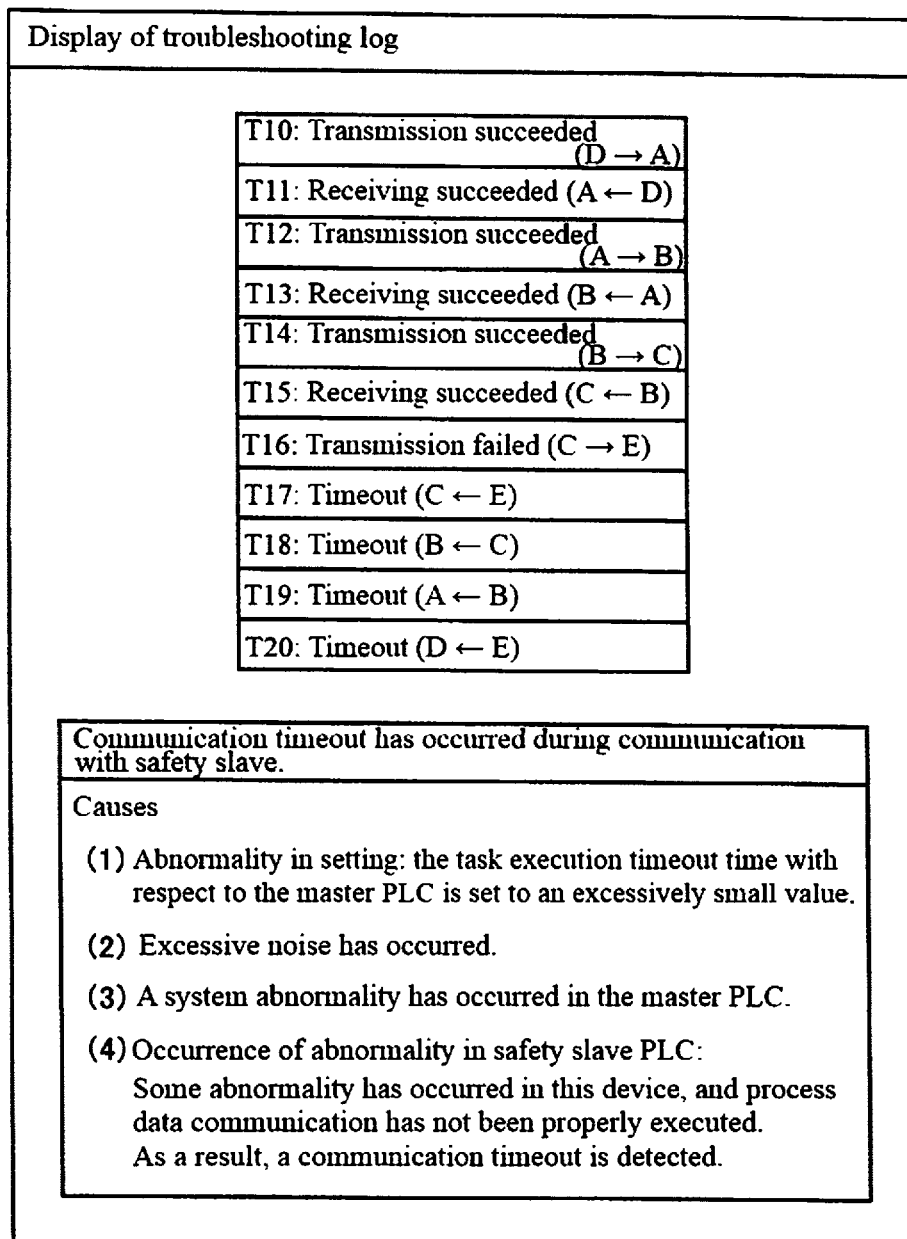 Display of troubleshooting log
T10: Transmission succeeded
(D → A)
T11: Receiving succeeded (A ← D)
T12: Transmission succeeded
(A → B)
T13: Receiving succeeded (B ← A)
T14: Transmission succeeded
(B → C)
T15: Receiving succeeded (C ← B)
T16: Transmission failed (C → E)
T17: Timeout (C ← E)
T18: Timeout (B ← C)
T19: Timeout (A ← B)
T20: Timeout (D ← E)
Communication timeout has occurred during communication
with safety slave.
Causes
(1) Abnormality in setting: the task execution timeout time with
respect to the master PLC is set to an excessively small value.
(2) Excessive noise has occurred.
(3) A system abnormality has occurred in the master PLC.
(4) Occurrence of abnormality in safety slave PLC:
Some abnormality has occurred in this device, and process
data communication has not been properly executed.
As a result, a communication timeout is detected.